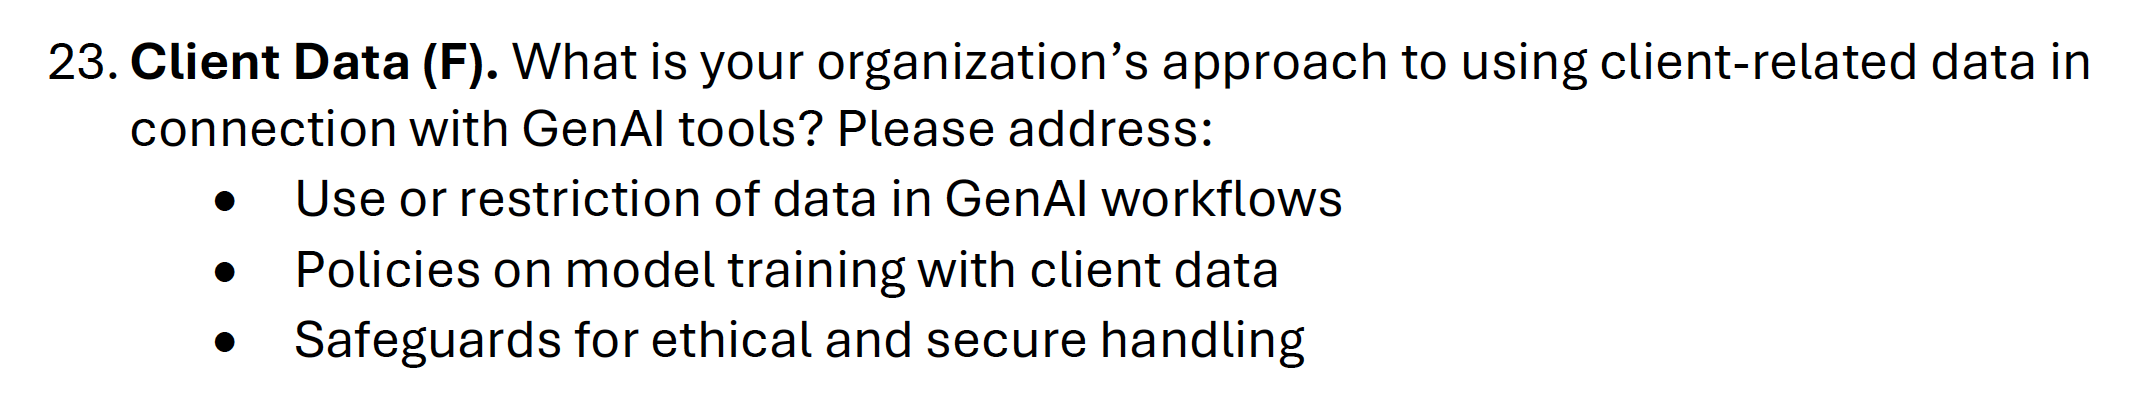 23. Client Data (F). What is your organization’s approach to using client-related data in
connection with GenAI tools? Please address:
● Use or restriction of data in GenAI workflows
● Policies on model training with client data
● Safeguards for ethical and secure handling